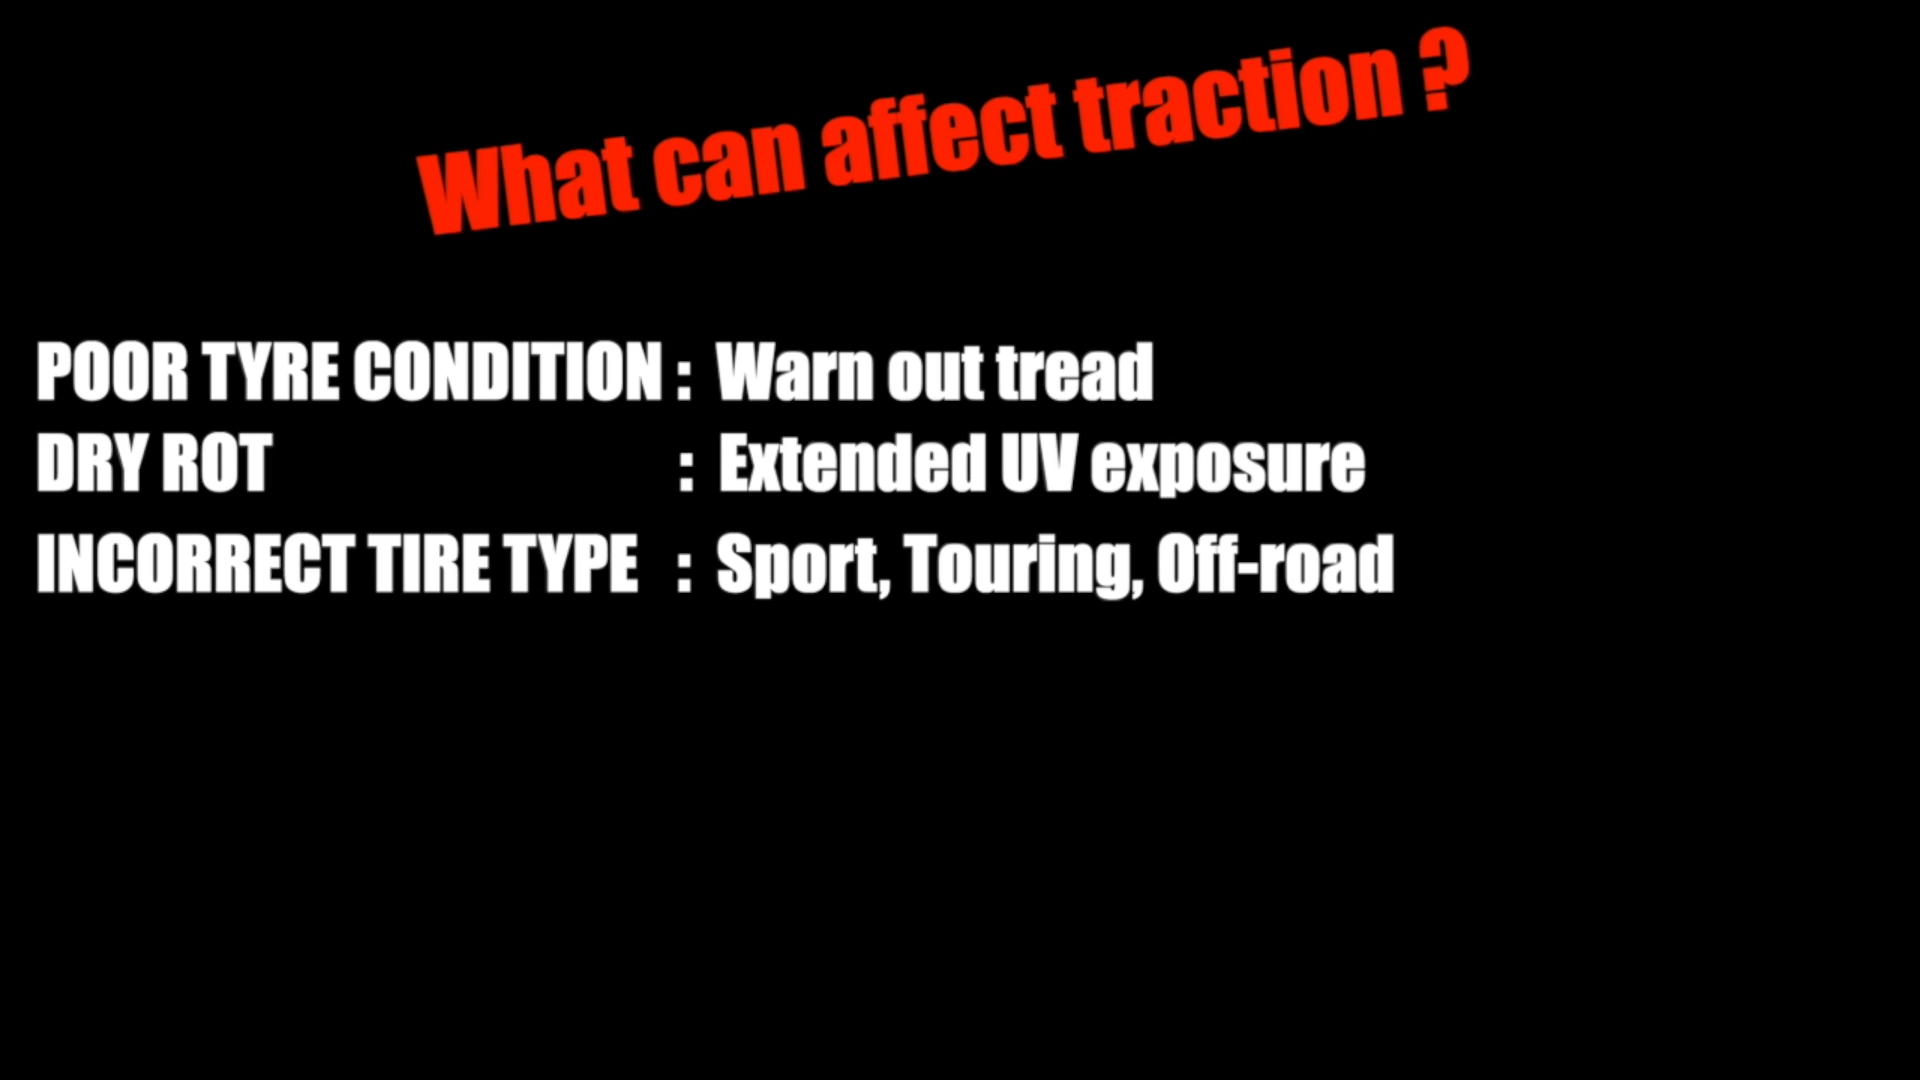 What can affect traction ?
POOR TYRE CONDITION : Warn out tread
DRY ROT : Extended UV exposure
INCORRECT TIRE TYPE : Sport, Touring, Off-road